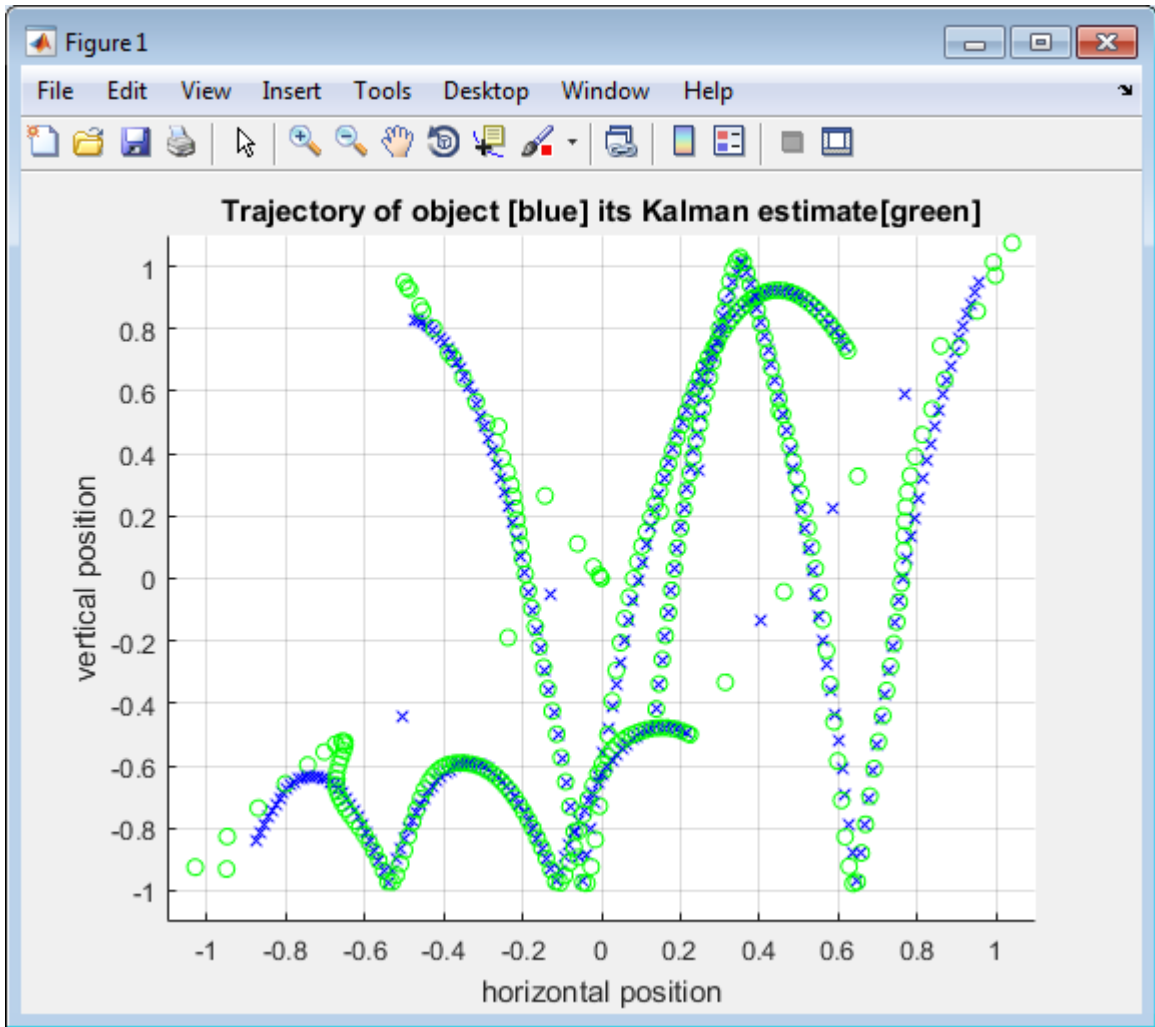 Figure 1
File Edit View Insert Tools Desktop Window Help
Trajectory of object [blue] its Kalman estimate[green]
1
0.8
0.6
0.4
0.2
0
-0.2
-0.4
-0.6
-0.8
-1
vertical position
-1 -0.8 -0.6 -0.4 -0.2 0 0.2 0.4 0.6 0.8 1
horizontal position